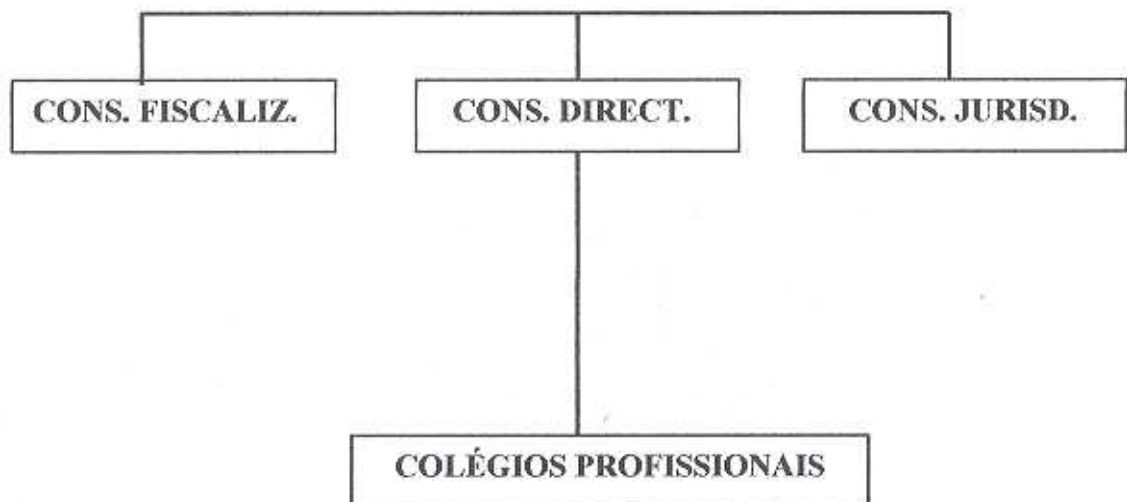 CONS. FISCALIZ.
CONS. DIRECT.
CONS. JURISD.
COLÉGIOS PROFISSIONAIS